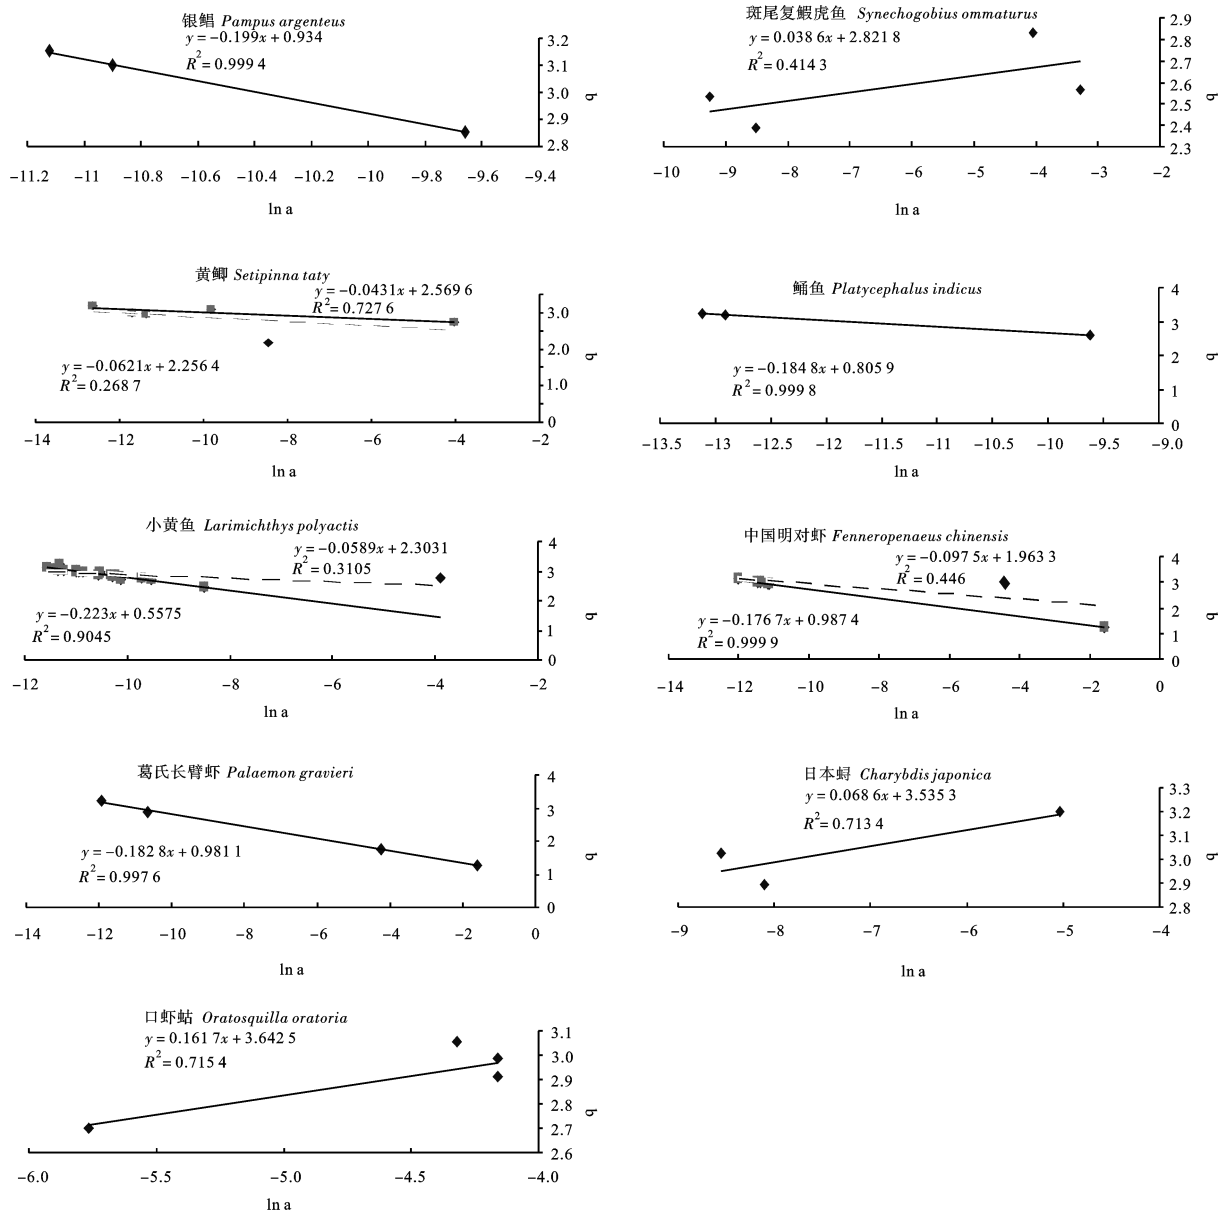 银鲳 Pampus argenteus
y=-0.199x+0.934
R²=0.999 4
3.2
3.1
3.0
2.9
2.8
b
-11.2 -11 -10.8 -10.6 -10.4 -10.2 -10 -9.8 -9.6 -9.4
ln a
斑尾复鰕虎鱼 Synechogobius ommaturus
y=0.038 6x+2.821 8
R²=0.414 3
2.9
2.8
2.7
2.6
2.5
2.4
2.3
b
-10 -9 -8 -7 -6 -5 -4 -3 -2
ln a
黄鲫 Setipinna taty
y=-0.0431x+2.569 6
R²=0.727 6
y=-0.0621x+2.256 4
R²=0.268 7
3.0
2.0
1.0
0
b
-14 -12 -10 -8 -6 -4 -2
ln a
鲬鱼 Platycephalus indicus
y=-0.184 8x+0.805 9
R²=0.999 8
4
3
2
1
0
b
-13.5 -13 -12.5 -12 -11.5 -11 -10.5 -10 -9.5 -9.0
ln a
小黄鱼 Larimichthys polyactis
y=-0.0589x+2.3031
R²=0.3105
y=-0.223x+0.5575
R²=0.9045
4
3
2
1
0
b
-12 -10 -8 -6 -4 -2
ln a
中国明对虾 Fenneropenaeus chinensis
y=-0.097 5x+1.963 3
R²=0.446
y=-0.176 7x+0.987 4
R²=0.999 9
4
3
2
1
0
b
-14 -12 -10 -8 -6 -4 -2 0
ln a
葛氏长臂虾 Palaemon gravieri
y=-0.182 8x+0.981 1
R²=0.997 6
4
3
2
1
0
b
-14 -12 -10 -8 -6 -4 -2 0
ln a
日本蟳 Charybdis japonica
y=0.068 6x+3.535 3
R²=0.713 4
3.3
3.2
3.1
3.0
2.9
2.8
b
-9 -8 -7 -6 -5 -4
ln a
口虾蛄 Oratosquilla oratoria
y=0.161 7x+3.642 5
R²=0.715 4
3.1
3.0
2.9
2.8
2.7
2.6
b
-6.0 -5.5 -5.0 -4.5 -4.0
ln a